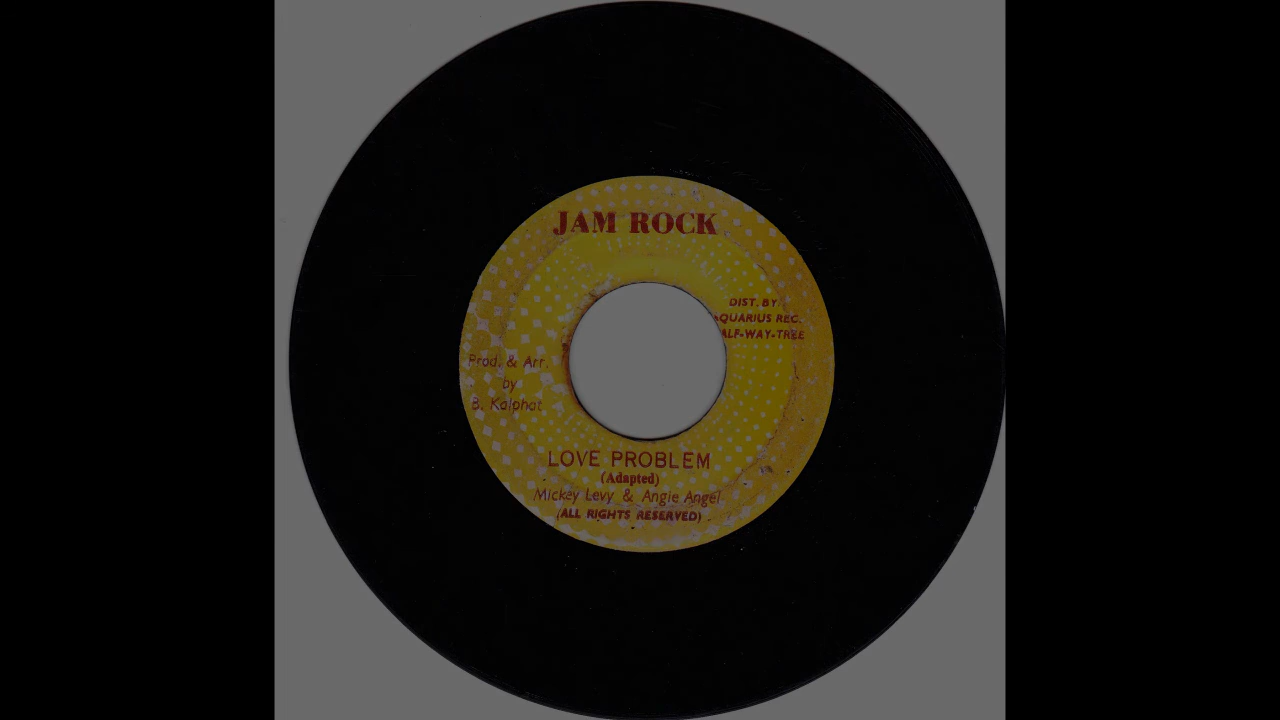 JAM ROCK
DIST. BY
AQUARIUS REC.
HALF-WAY-TREE
Prod. & Arr.
by
B. Kalphat
LOVE PROBLEM
(Adapted)
Mickey Levy & Angie Angel
(ALL RIGHTS RESERVED)